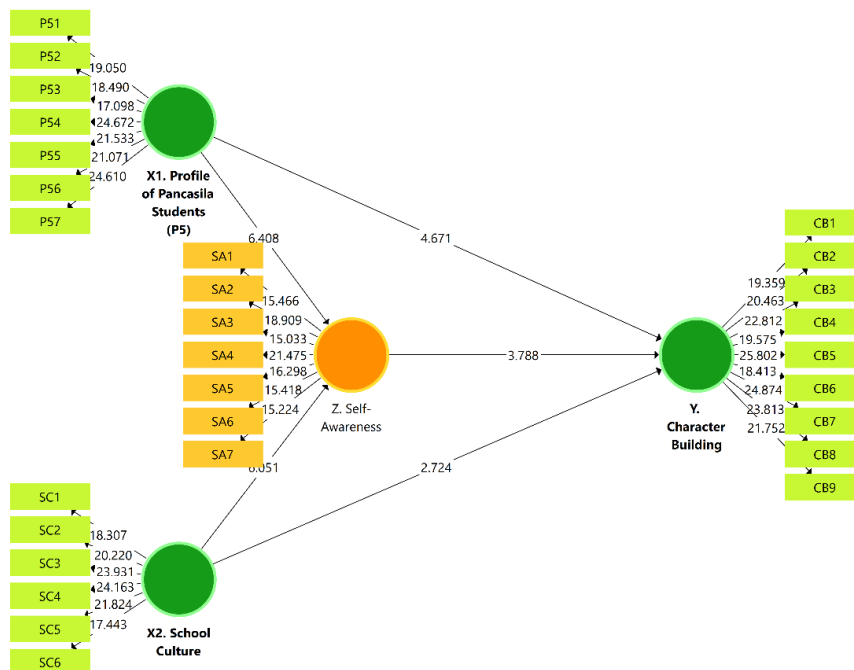 P51
P52
P53
P54
P55
P56
P57
19.050
18.490
17.098
24.672
21.533
21.071
24.610
X1. Profile
of Pancasila
Students
(P5)
6.408
4.671
SA1
SA2
SA3
SA4
SA5
SA6
SA7
15.466
18.909
15.033
21.475
16.298
15.418
15.224
Z. Self-
Awareness
3.788
6.051
2.724
CB1
CB2
CB3
CB4
CB5
CB6
CB7
CB8
CB9
19.359
20.463
22.812
19.575
25.802
18.413
24.874
23.813
21.752
Y.
Character
Building
SC1
SC2
SC3
SC4
SC5
SC6
18.307
20.220
23.931
24.163
21.824
17.443
X2. School
Culture